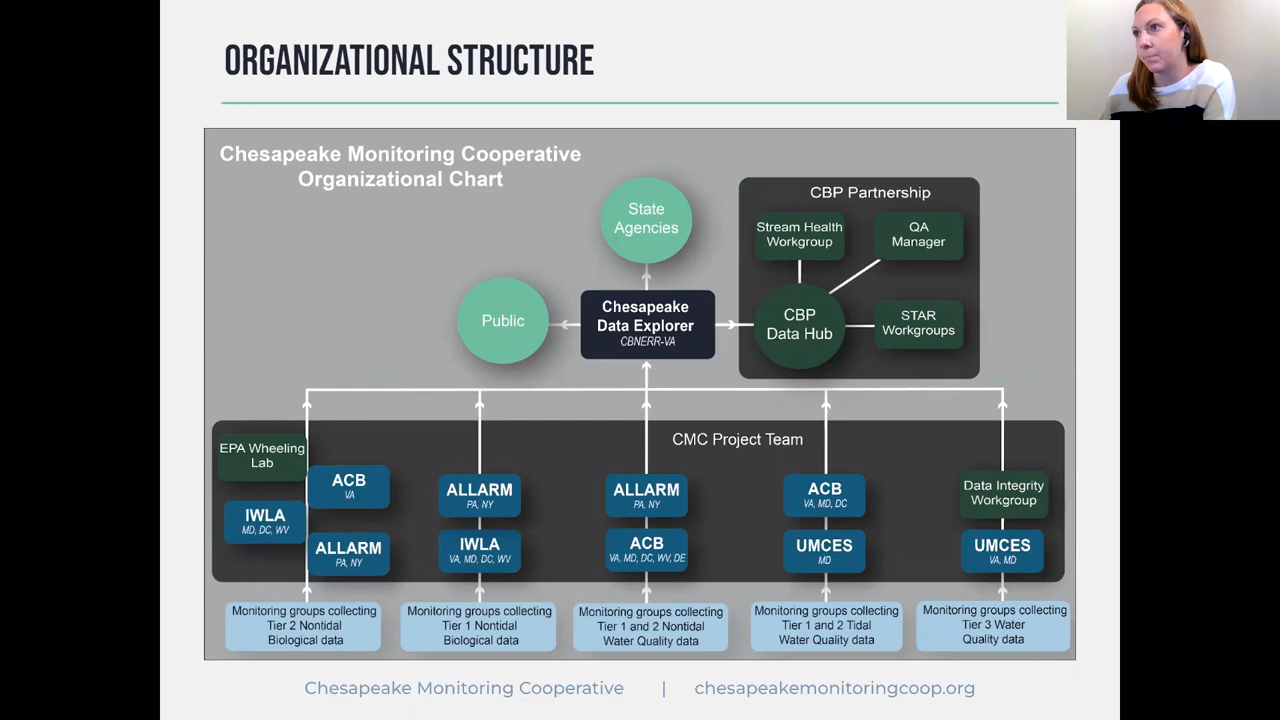 ORGANIZATIONAL STRUCTURE
Chesapeake Monitoring Cooperative
Organizational Chart
State
Agencies
Public
Chesapeake
Data Explorer
CBNERR-VA
CBP Partnership
Stream Health
Workgroup
QA
Manager
CBP
Data Hub
STAR
Workgroups
CMC Project Team
EPA Wheeling
Lab
ACB
VA
IWLA
MD, DC, WV
ALLARM
PA, NY
ALLARM
PA, NY
IWLA
VA, MD, DC, WV
ALLARM
PA, NY
ACB
VA, MD, DC, WV, DE
ACB
VA, MD, DC
UMCES
MD
Data Integrity
Workgroup
UMCES
VA, MD
Monitoring groups collecting
Tier 2 Nontidal
Biological data
Monitoring groups collecting
Tier 1 Nontidal
Biological data
Monitoring groups collecting
Tier 1 and 2 Nontidal
Water Quality data
Monitoring groups collecting
Tier 1 and 2 Tidal
Water Quality data
Monitoring groups collecting
Tier 3 Water
Quality data
Chesapeake Monitoring Cooperative | chesapeakemonitoringcoop.org